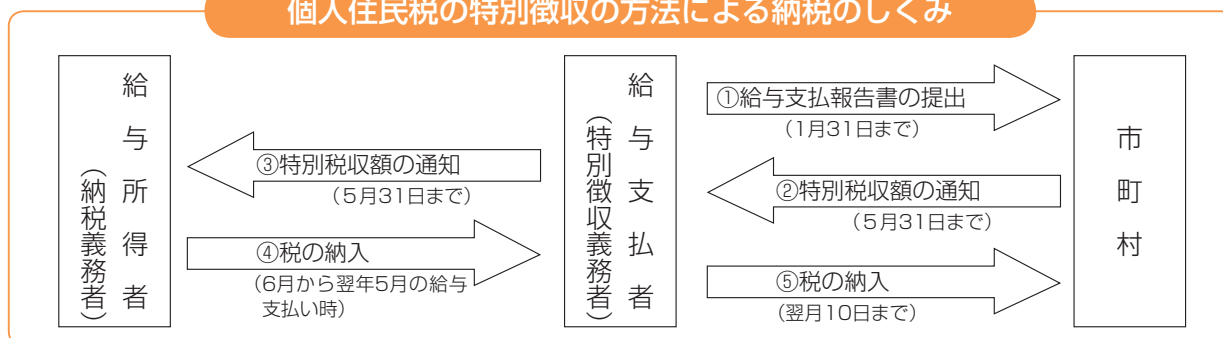 個人住民税の特別徴収の方法による納税のしくみ
給与所得者
（納税義務者）
③特別税収額の通知
（5月31日まで）
④税の納入
（6月から翌年5月の給与
支払い時）
給与支払者
（特別徴収義務者）
①給与支払報告書の提出
（1月31日まで）
②特別税収額の通知
（5月31日まで）
⑤税の納入
（翌月10日まで）
市町村